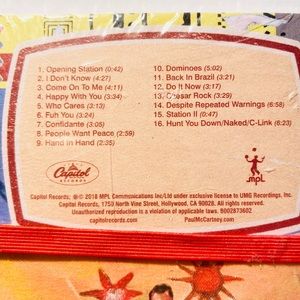 1. Opening Station (0:42)
2. I Don't Know (4:27)
3. Come On To Me (4:11)
4. Happy With You (3:34)
5. Who Cares (3:13)
6. Fuh You (3:24)
7. Confidante (3:05)
8. People Want Peace (2:59)
9. Hand in Hand (2:35)
10. Dominoes (5:02)
11. Back in Brazil (3:21)
12. Do It Now (3:17)
13. Caesar Rock (3:29)
14. Despite Repeated Warnings (6:58)
15. Station II (0:47)
16. Hunt You Down/Naked/C-Link (6:23)
Capitol
RECORDS
MPL
Capitol Records; ℗ © 2018 MPL Communications Inc/Ltd under exclusive license to UMG Recordings, Inc.
Capitol Records, 1750 North Vine Street, Hollywood, CA 90028. All rights reserved.
Unauthorized reproduction is a violation of applicable laws. B002873602
capitolrecords.com PaulMcCartney.com